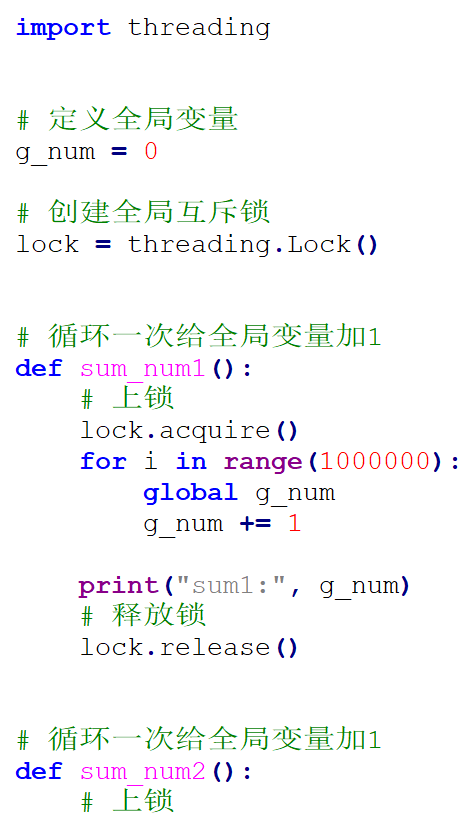 import threading
# 定义全局变量
g_num = 0
# 创建全局互斥锁
lock = threading.Lock()
# 循环一次给全局变量加1
def sum_num1():
    # 上锁
    lock.acquire()
    for i in range(1000000):
        global g_num
        g_num += 1
    print("sum1:", g_num)
    # 释放锁
    lock.release()
# 循环一次给全局变量加1
def sum_num2():
    # 上锁